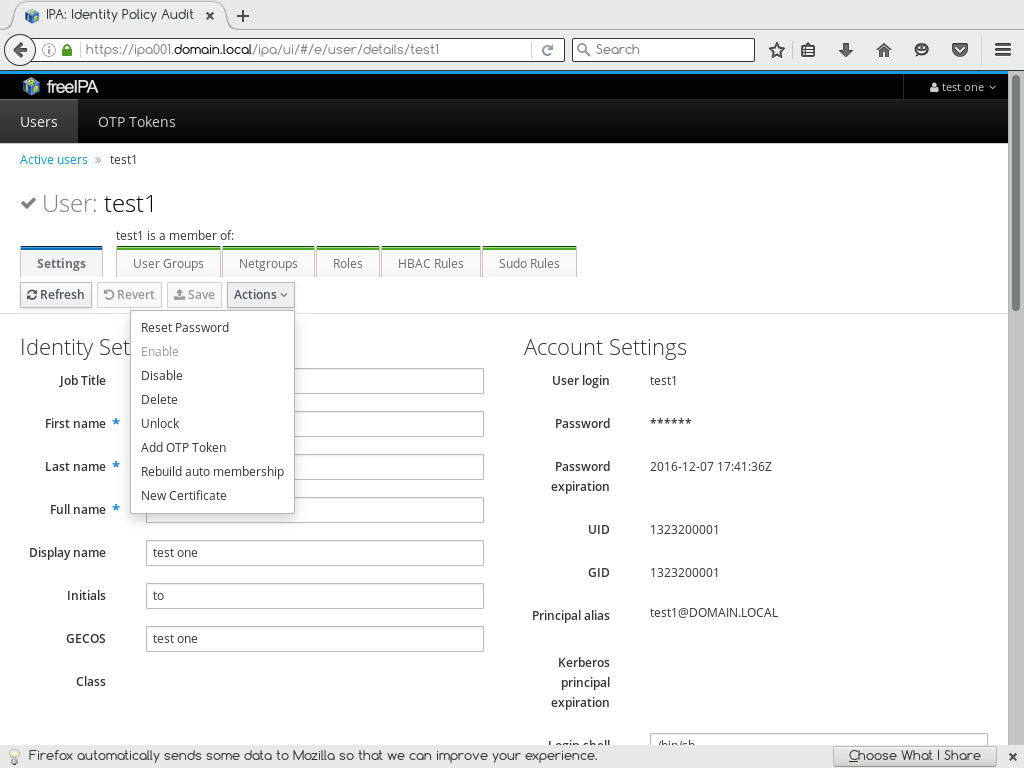 IPA: Identity Policy Audit
https://ipa001.domain.local/ipa/ui/#/e/user/details/test1
Search
freeIPA
test one
Users
OTP Tokens
Active users » test1
User: test1
test1 is a member of:
Settings
User Groups
Netgroups
Roles
HBAC Rules
Sudo Rules
Refresh
Revert
Save
Actions
Reset Password
Enable
Disable
Delete
Unlock
Add OTP Token
Rebuild auto membership
New Certificate
Identity Set
Job Title
First name *
Last name *
Full name *
Display name test one
Initials to
GECOS test one
Class
Account Settings
User login test1
Password ******
Password expiration 2016-12-07 17:41:36Z
UID 1323200001
GID 1323200001
Principal alias test1@DOMAIN.LOCAL
Kerberos
principal
expiration
Login shell /bin/sh
Firefox automatically sends some data to Mozilla so that we can improve your experience.
Choose What I Share